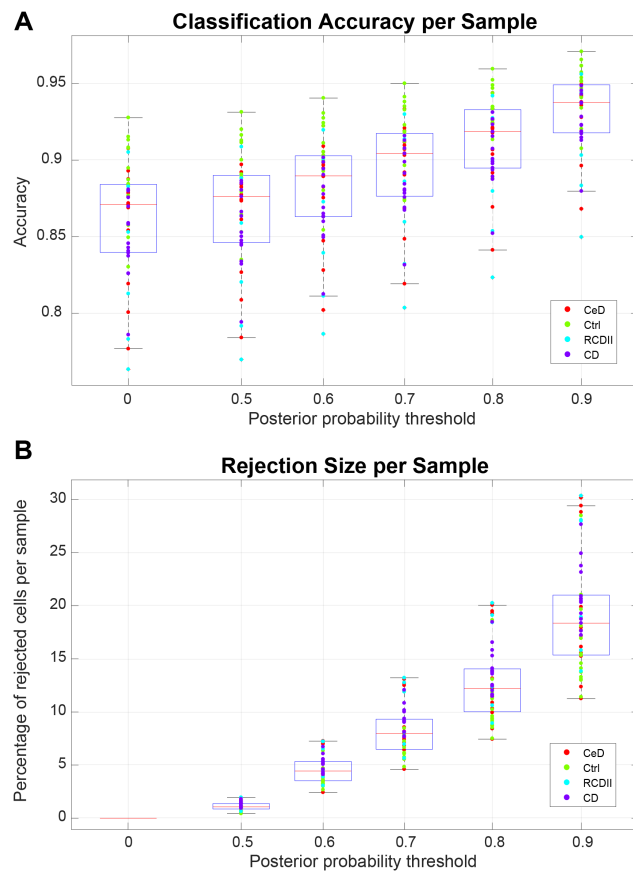 A
Classification Accuracy per Sample
0.95
0.9
0.85
0.8
Accuracy
CeD
Ctrl
RCDII
CD
0 0.5 0.6 0.7 0.8 0.9
Posterior probability threshold
B
Rejection Size per Sample
30
25
20
15
10
5
0
Percentage of rejected cells per sample
CeD
Ctrl
RCDII
CD
0 0.5 0.6 0.7 0.8 0.9
Posterior probability threshold